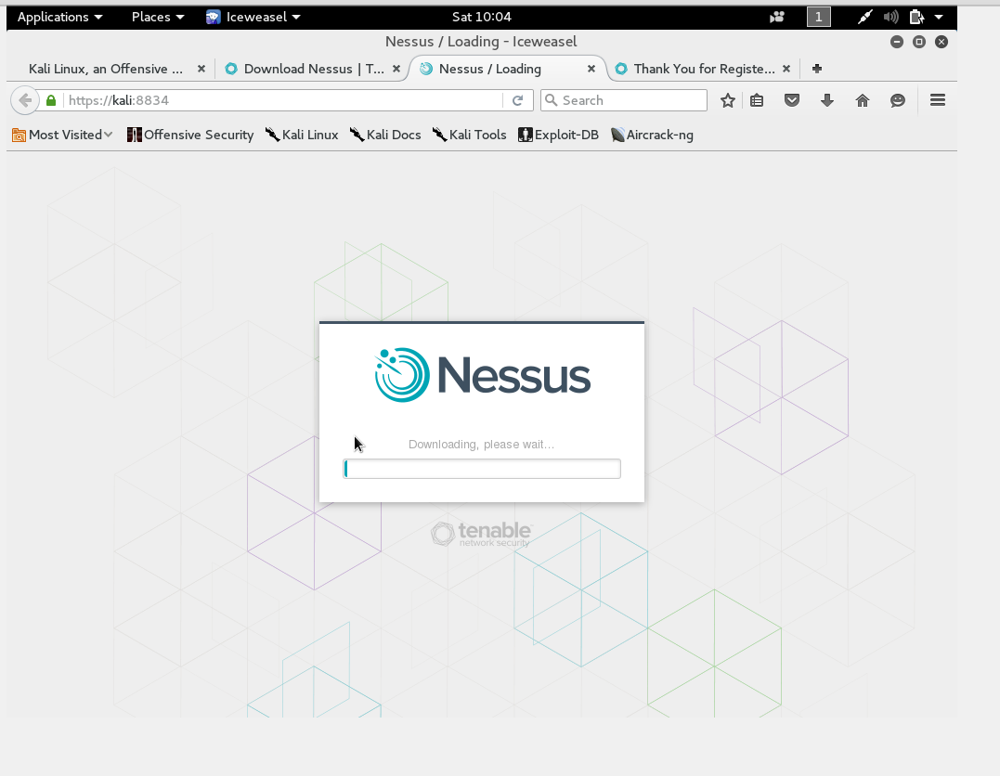 Applications Places Iceweasel Sat 10:04 1
Nessus / Loading - Iceweasel
Kali Linux, an Offensive ... Download Nessus | T... Nessus / Loading Thank You for Registe...
https://kali:8834 Search
Most Visited Offensive Security Kali Linux Kali Docs Kali Tools Exploit-DB Aircrack-ng
Nessus
Downloading, please wait...
tenable
network security